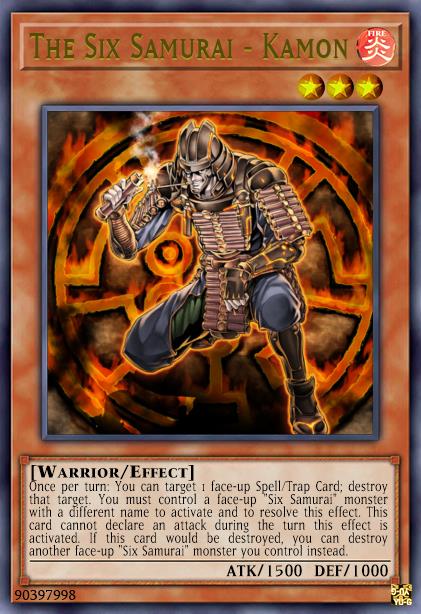 THE SIX SAMURAI - KAMON
FIRE
炎
[WARRIOR/EFFECT]
Once per turn: You can target 1 face-up Spell/Trap Card; destroy
that target. You must control a face-up "Six Samurai" monster
with a different name to activate and to resolve this effect. This
card cannot declare an attack during the turn this effect is
activated. If this card would be destroyed, you can destroy
another face-up "Six Samurai" monster you control instead.
ATK/1500 DEF/1000
90397998